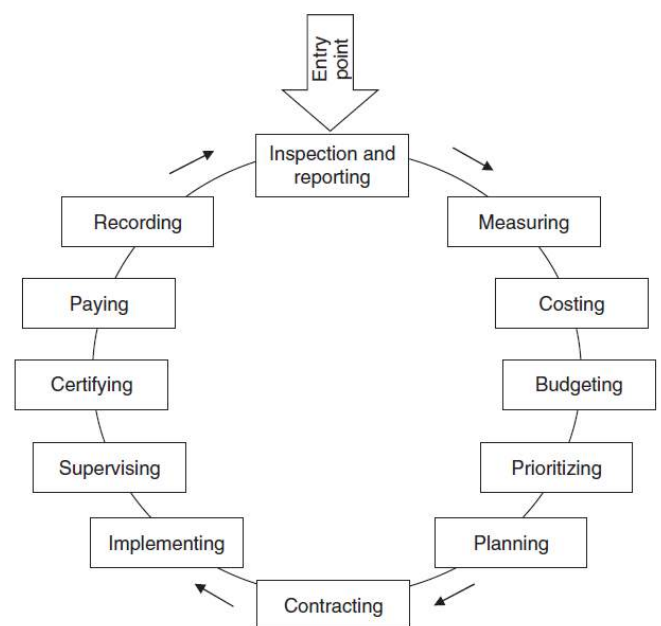 Entry
point
Inspection and
reporting
Measuring
Costing
Budgeting
Prioritizing
Planning
Contracting
Implementing
Supervising
Certifying
Paying
Recording